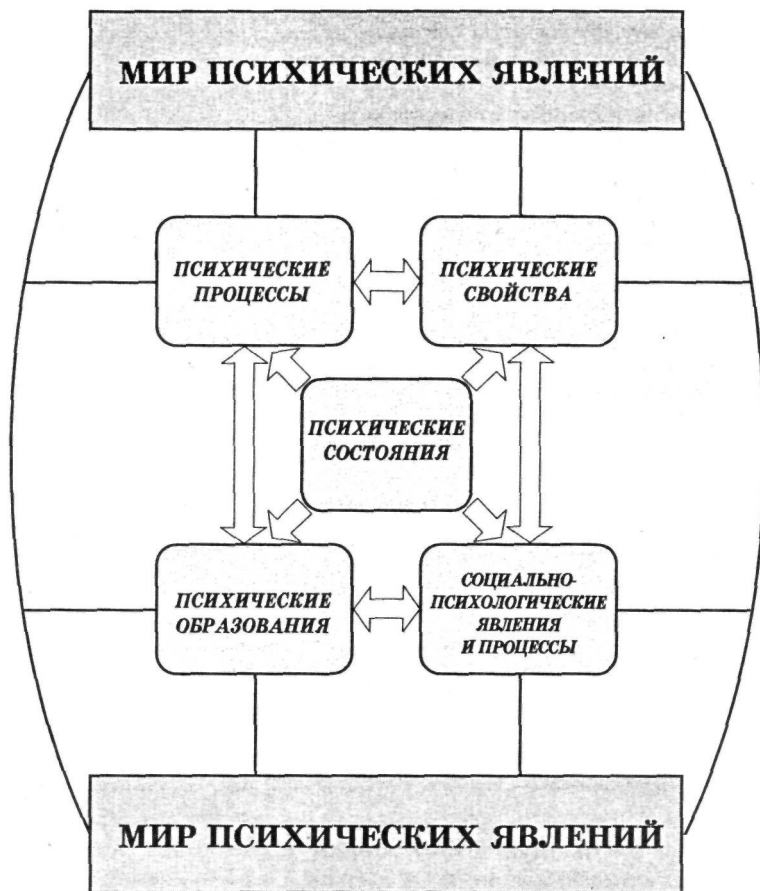 МИР ПСИХИЧЕСКИХ ЯВЛЕНИЙ
ПСИХИЧЕСКИЕ
ПРОЦЕССЫ
ПСИХИЧЕСКИЕ
СВОЙСТВА
ПСИХИЧЕСКИЕ
СОСТОЯНИЯ
ПСИХИЧЕСКИЕ
ОБРАЗОВАНИЯ
СОЦИАЛЬНО-
ПСИХОЛОГИЧЕСКИЕ
ЯВЛЕНИЯ
И ПРОЦЕССЫ
МИР ПСИХИЧЕСКИХ ЯВЛЕНИЙ